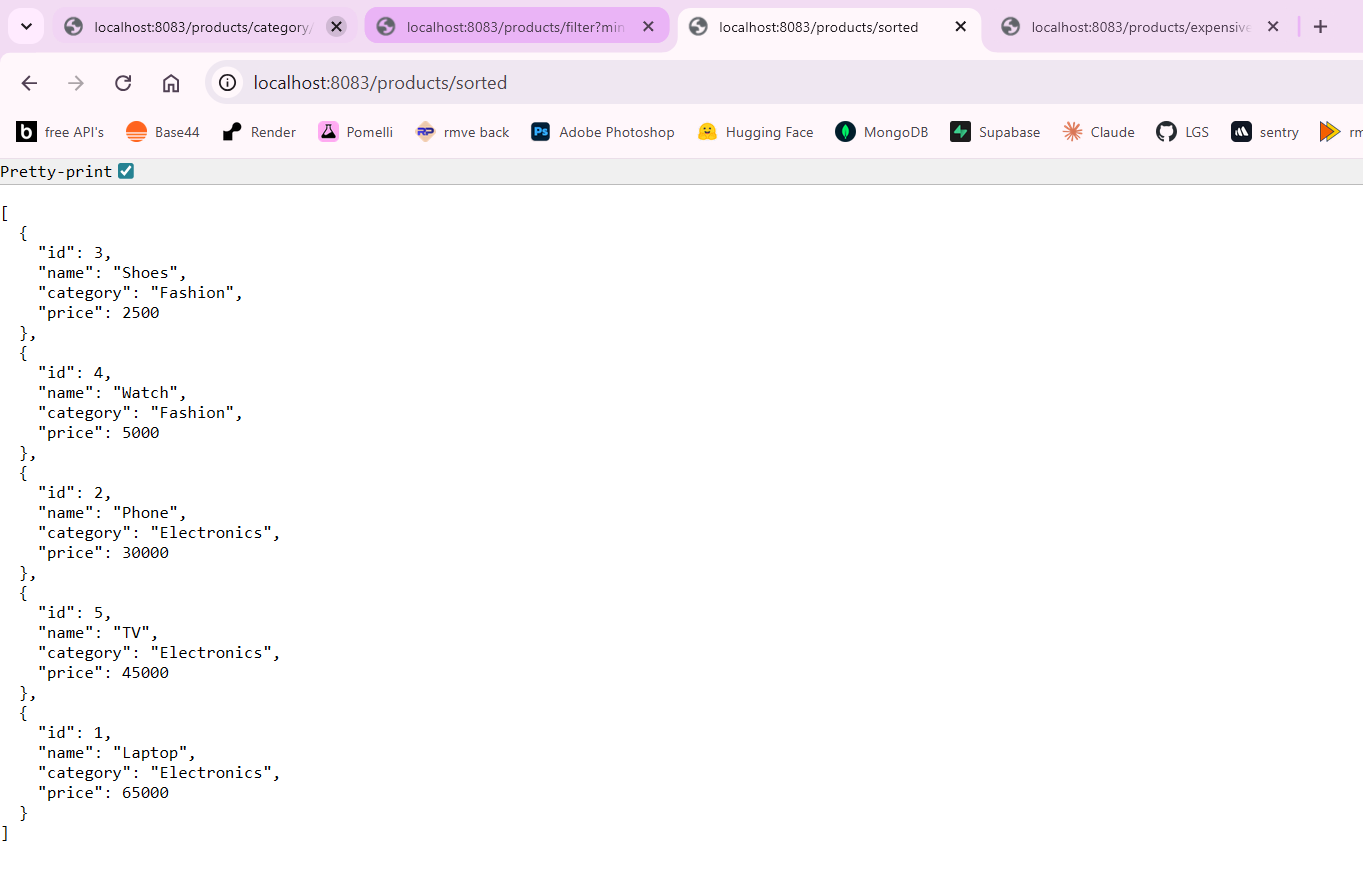 localhost:8083/products/category/
localhost:8083/products/filter?min
localhost:8083/products/sorted
localhost:8083/products/expensive
localhost:8083/products/sorted
free API's
Base44
Render
Pomelli
rmve back
Adobe Photoshop
Hugging Face
MongoDB
Supabase
Claude
LGS
sentry
rm
Pretty-print
[
  {
    "id": 3,
    "name": "Shoes",
    "category": "Fashion",
    "price": 2500
  },
  {
    "id": 4,
    "name": "Watch",
    "category": "Fashion",
    "price": 5000
  },
  {
    "id": 2,
    "name": "Phone",
    "category": "Electronics",
    "price": 30000
  },
  {
    "id": 5,
    "name": "TV",
    "category": "Electronics",
    "price": 45000
  },
  {
    "id": 1,
    "name": "Laptop",
    "category": "Electronics",
    "price": 65000
  }
]